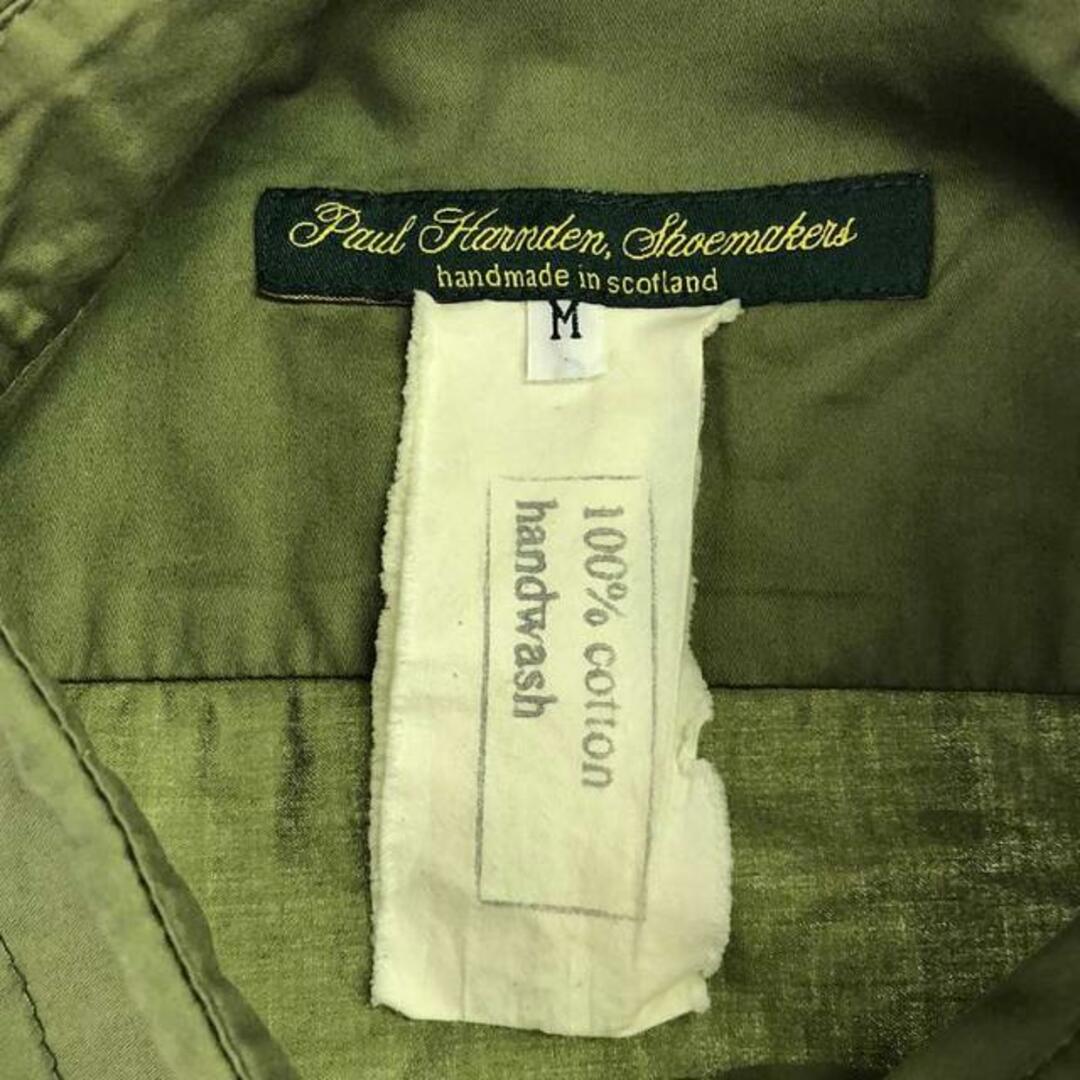 Paul Harnden, Shoemakers
handmade in scotland
M
100% cotton
handwash